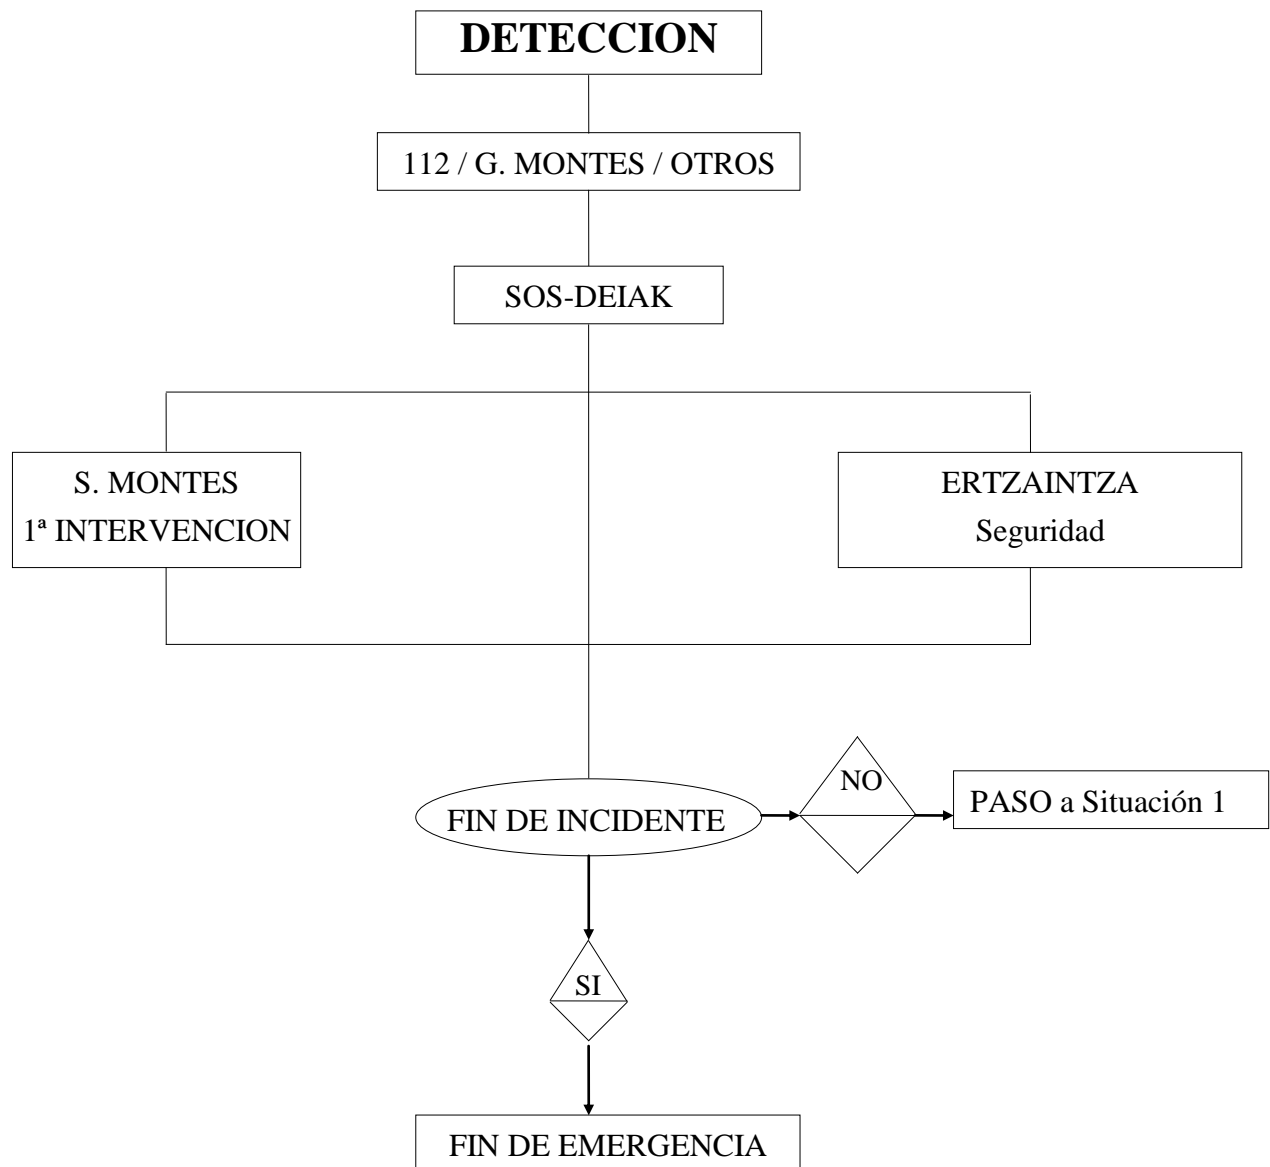 DETECCION
112 / G. MONTES / OTROS
SOS-DEIAK
S. MONTES
1ª INTERVENCION
ERTZAINTZA
Seguridad
FIN DE INCIDENTE
NO
PASO a Situación 1
SI
FIN DE EMERGENCIA